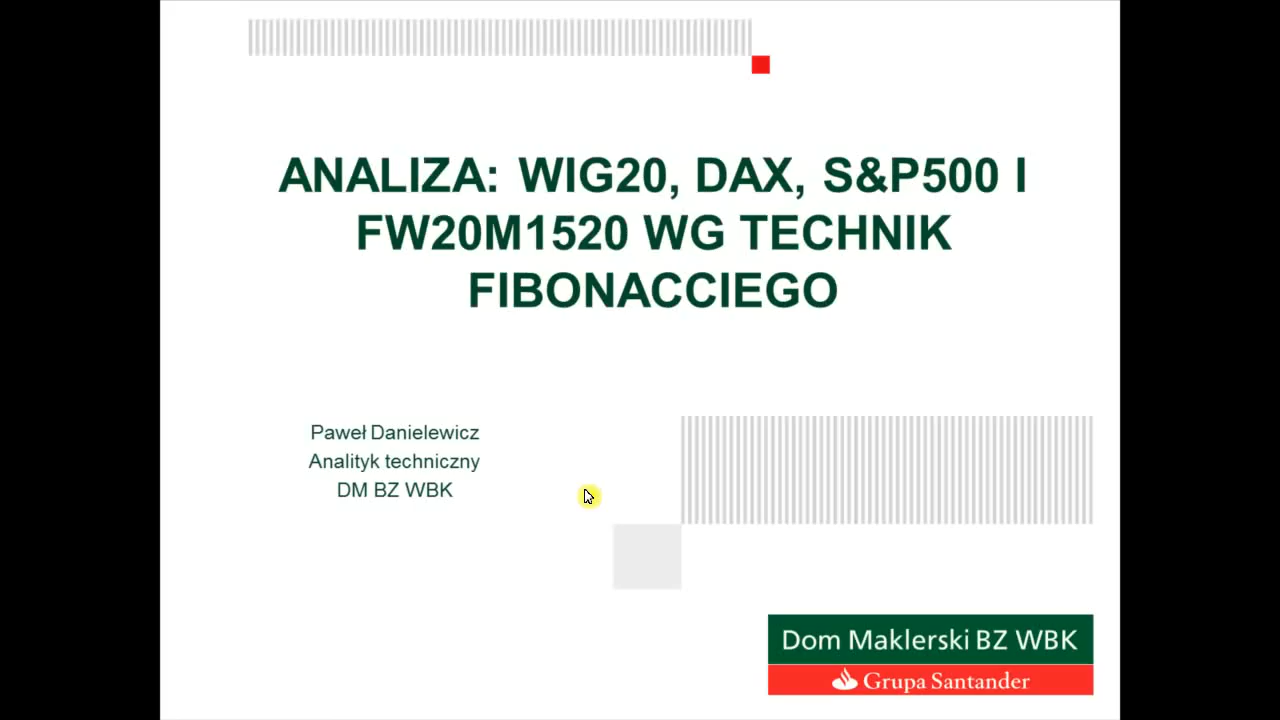 ANALIZA: WIG20, DAX, S&P500 I
FW20M1520 WG TECHNIK
FIBONACCIEGO
Paweł Danielewicz
Analityk techniczny
DM BZ WBK
Dom Maklerski BZ WBK
Grupa Santander